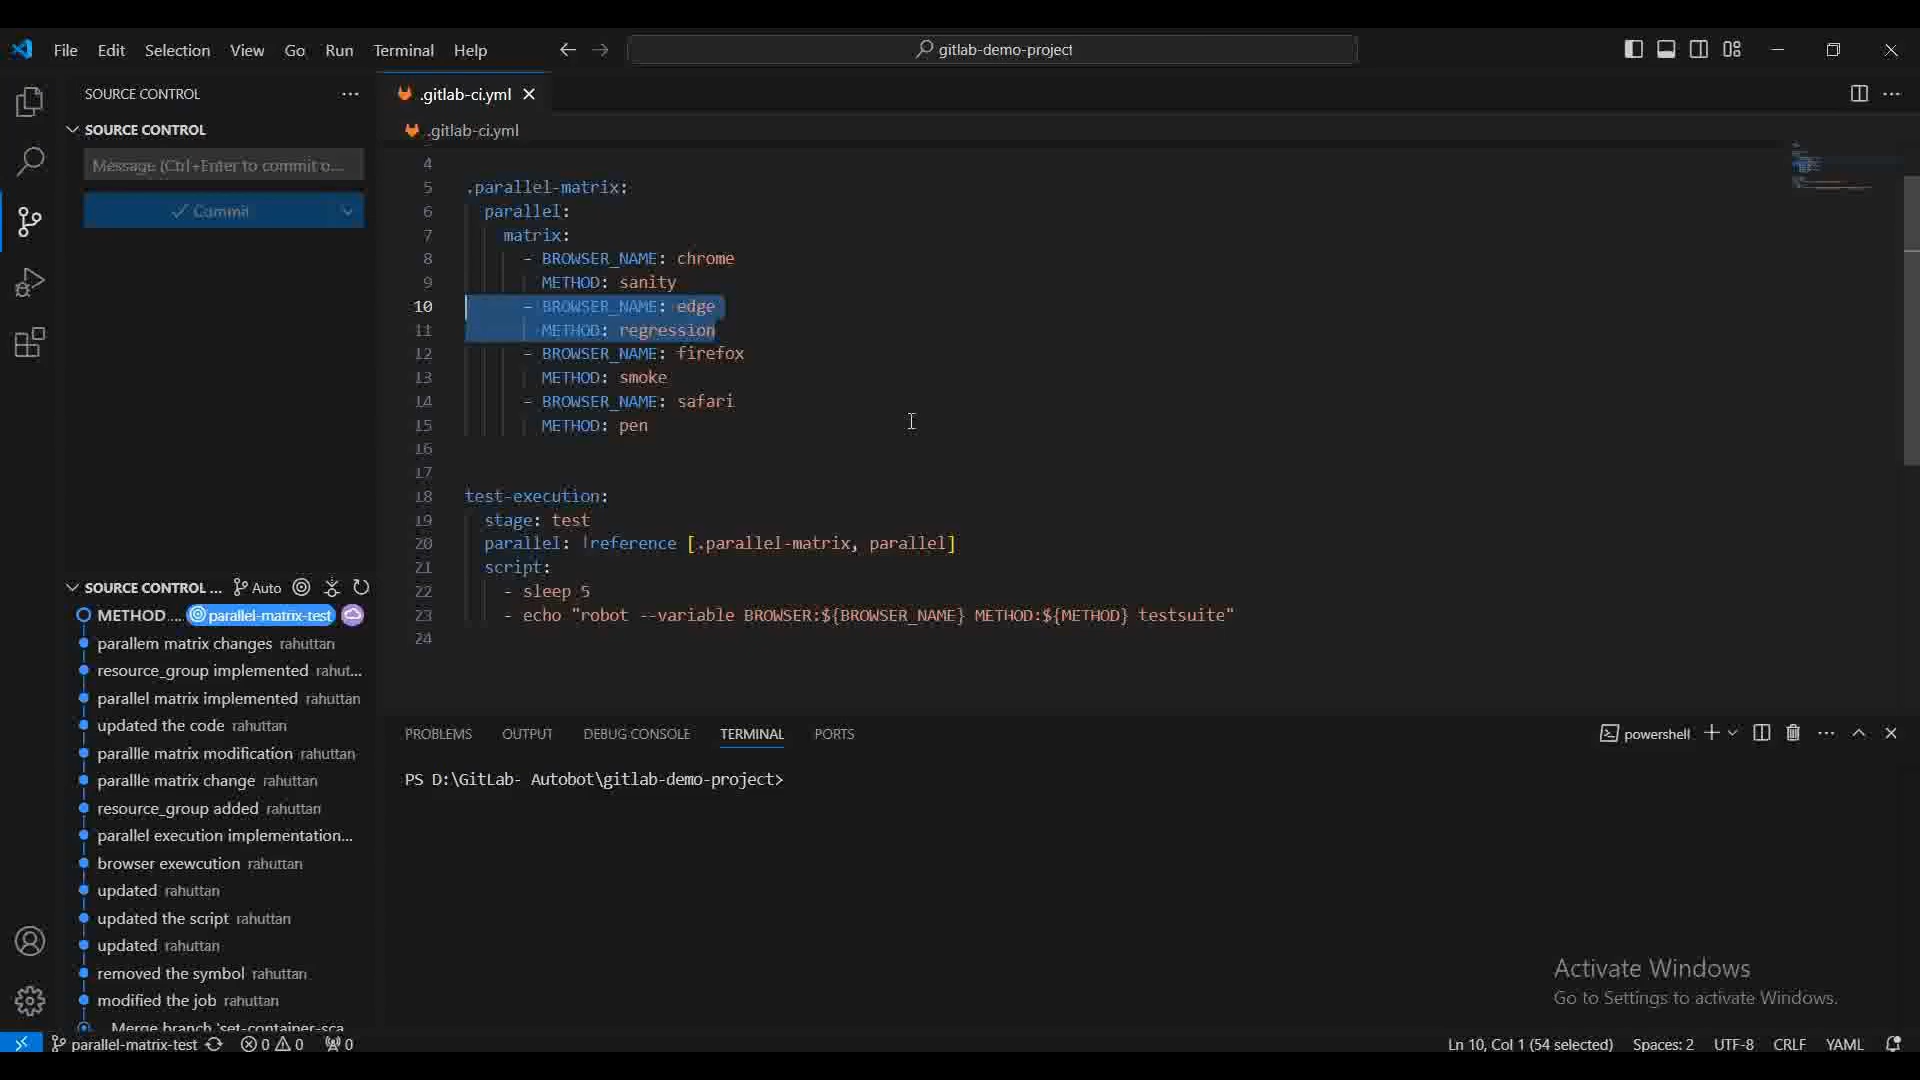 File Edit Selection View Go Run Terminal Help
gitlab-demo-project
SOURCE CONTROL
SOURCE CONTROL
Message (Ctrl+Enter to commit o...
Commit
SOURCE CONTROL ... Auto
METHOD .... parallel-matrix-test
parallem matrix changes rahuttan
resource_group implemented rahut...
parallel matrix implemented rahuttan
updated the code rahuttan
parallle matrix modification rahuttan
parallle matrix change rahuttan
resource_group added rahuttan
parallel execution implementation...
browser exewcution rahuttan
updated rahuttan
updated the script rahuttan
updated rahuttan
removed the symbol rahuttan
modified the job rahuttan
Merge branch 'set-container-sca
.gitlab-ci.yml
.gitlab-ci.yml
4
5 .parallel-matrix:
6 parallel:
7 matrix:
8 - BROWSER_NAME: chrome
9 METHOD: sanity
10 - BROWSER_NAME: edge
11 METHOD: regression
12 - BROWSER_NAME: firefox
13 METHOD: smoke
14 - BROWSER_NAME: safari
15 METHOD: pen
16
17
18 test-execution:
19 stage: test
20 parallel: !reference [.parallel-matrix, parallel]
21 script:
22 - sleep 5
23 - echo "robot --variable BROWSER:${BROWSER_NAME} METHOD:${METHOD} testsuite"
24
PROBLEMS OUTPUT DEBUG CONSOLE TERMINAL PORTS
powershell
PS D:\GitLab- Autobot\gitlab-demo-project>
Activate Windows
Go to Settings to activate Windows.
parallel-matrix-test 0 0 0
Ln 10, Col 1 (54 selected) Spaces: 2 UTF-8 CRLF YAML